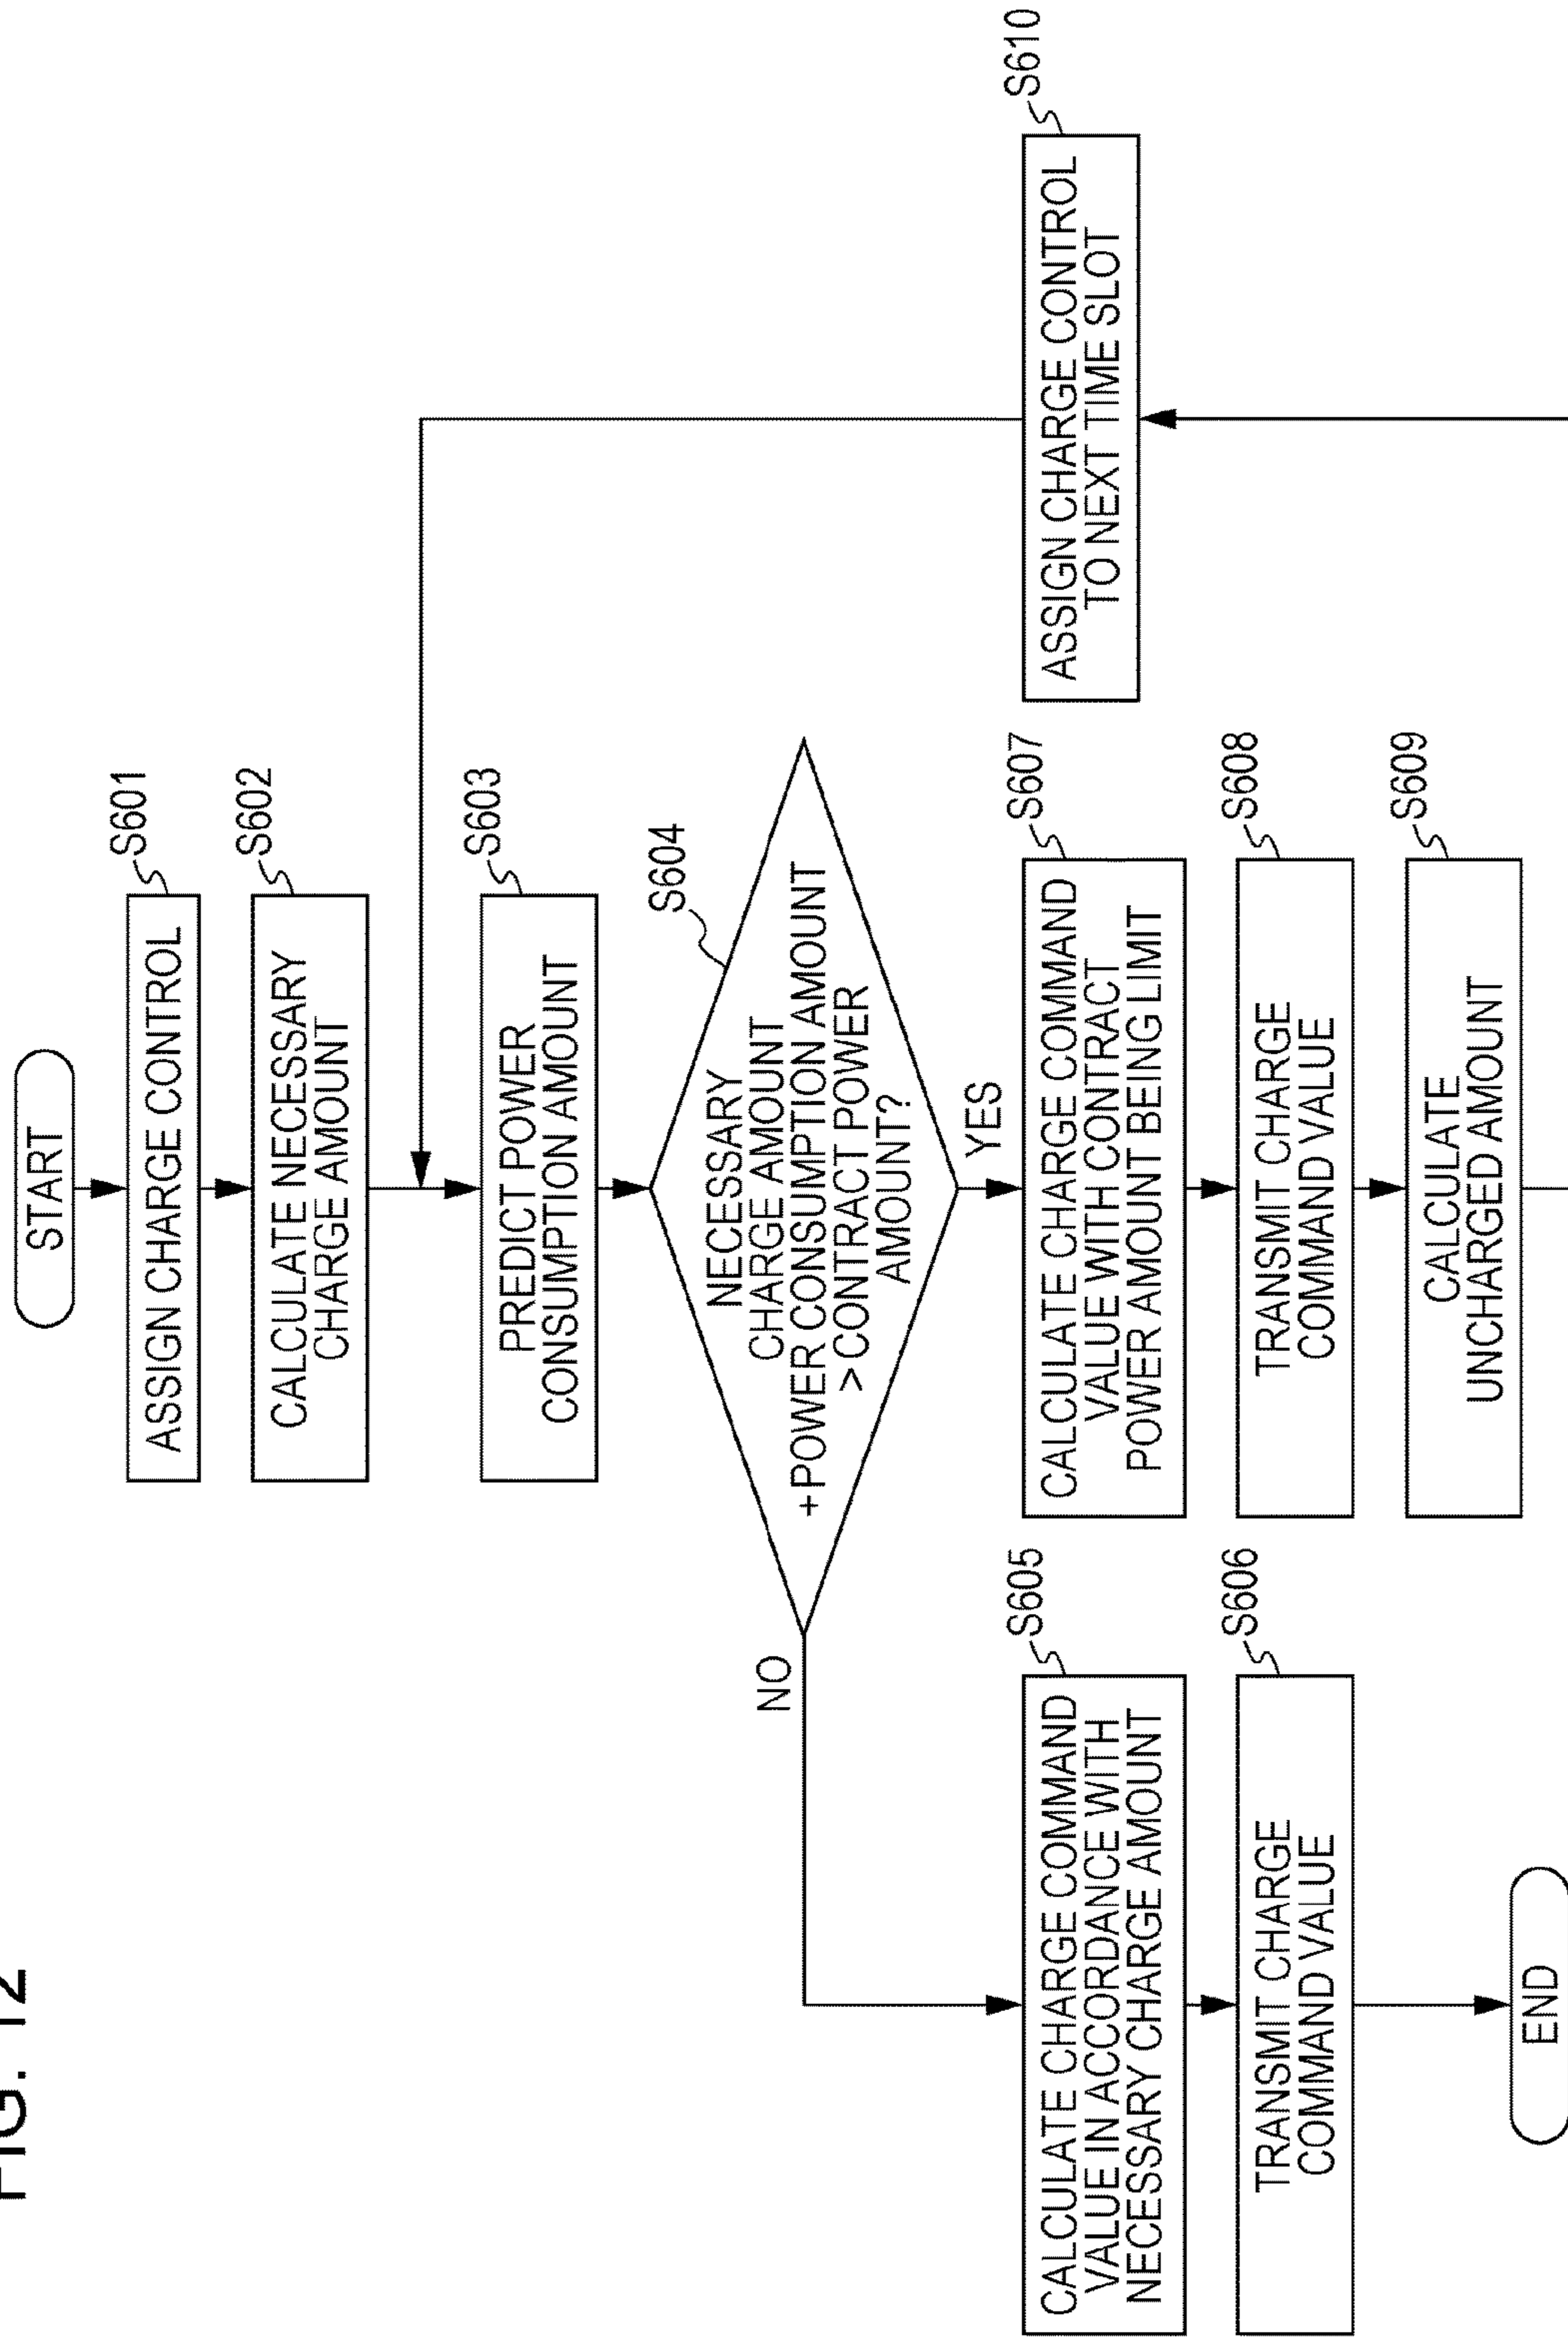 FIG. 12
START
ASSIGN CHARGE CONTROL
S601
CALCULATE NECESSARY
CHARGE AMOUNT
S602
PREDICT POWER
CONSUMPTION AMOUNT
S603
NECESSARY
CHARGE AMOUNT
+POWER CONSUMPTION AMOUNT
>CONTRACT POWER
AMOUNT?
S604
NO
YES
CALCULATE CHARGE COMMAND
VALUE IN ACCORDANCE WITH
NECESSARY CHARGE AMOUNT
S605
TRANSMIT CHARGE
COMMAND VALUE
S606
END
CALCULATE CHARGE COMMAND
VALUE WITH CONTRACT
POWER AMOUNT BEING LIMIT
S607
TRANSMIT CHARGE
COMMAND VALUE
S608
CALCULATE
UNCHARGED AMOUNT
S609
ASSIGN CHARGE CONTROL
TO NEXT TIME SLOT
S610